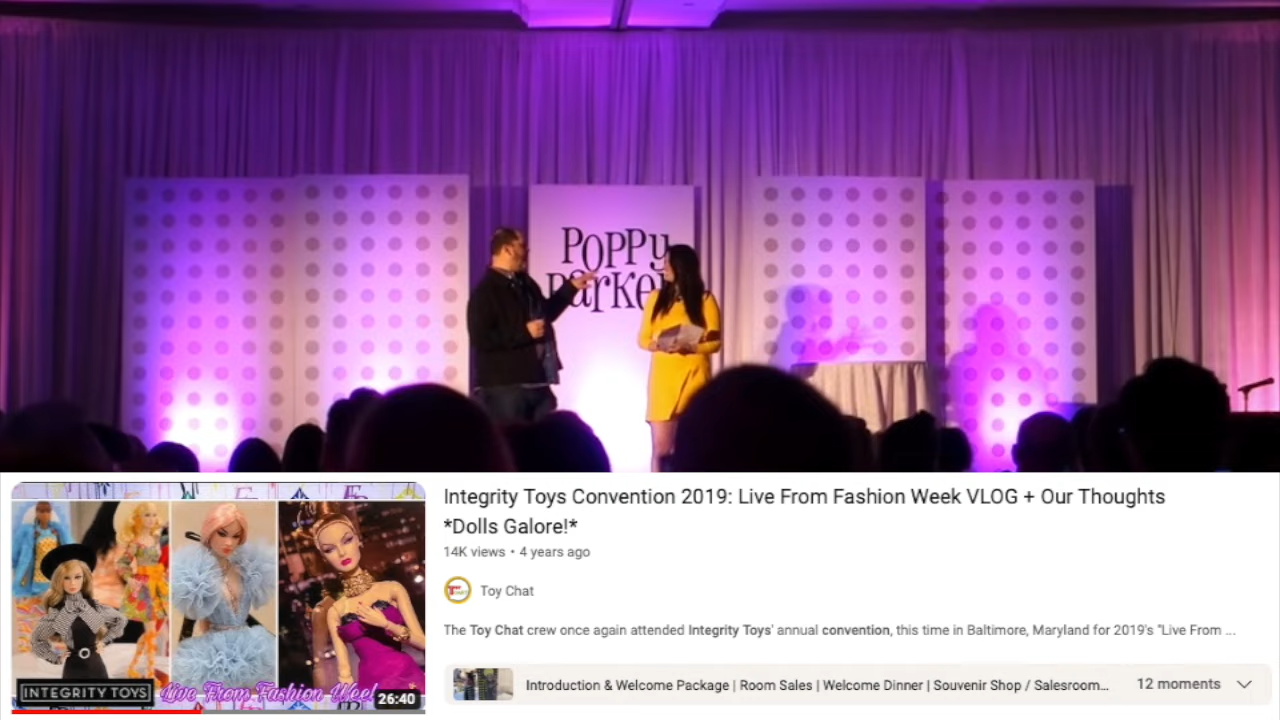 POPPY
parke
Integrity Toys Convention 2019: Live From Fashion Week VLOG + Our Thoughts
*Dolls Galore!*
14K views • 4 years ago
Toy Chat
The Toy Chat crew once again attended Integrity Toys' annual convention, this time in Baltimore, Maryland for 2019's "Live From ...
INTEGRITY TOYS
Live From Fashion Week!
26:40
Introduction & Welcome Package | Room Sales | Welcome Dinner | Souvenir Shop / Salesroom...
12 moments